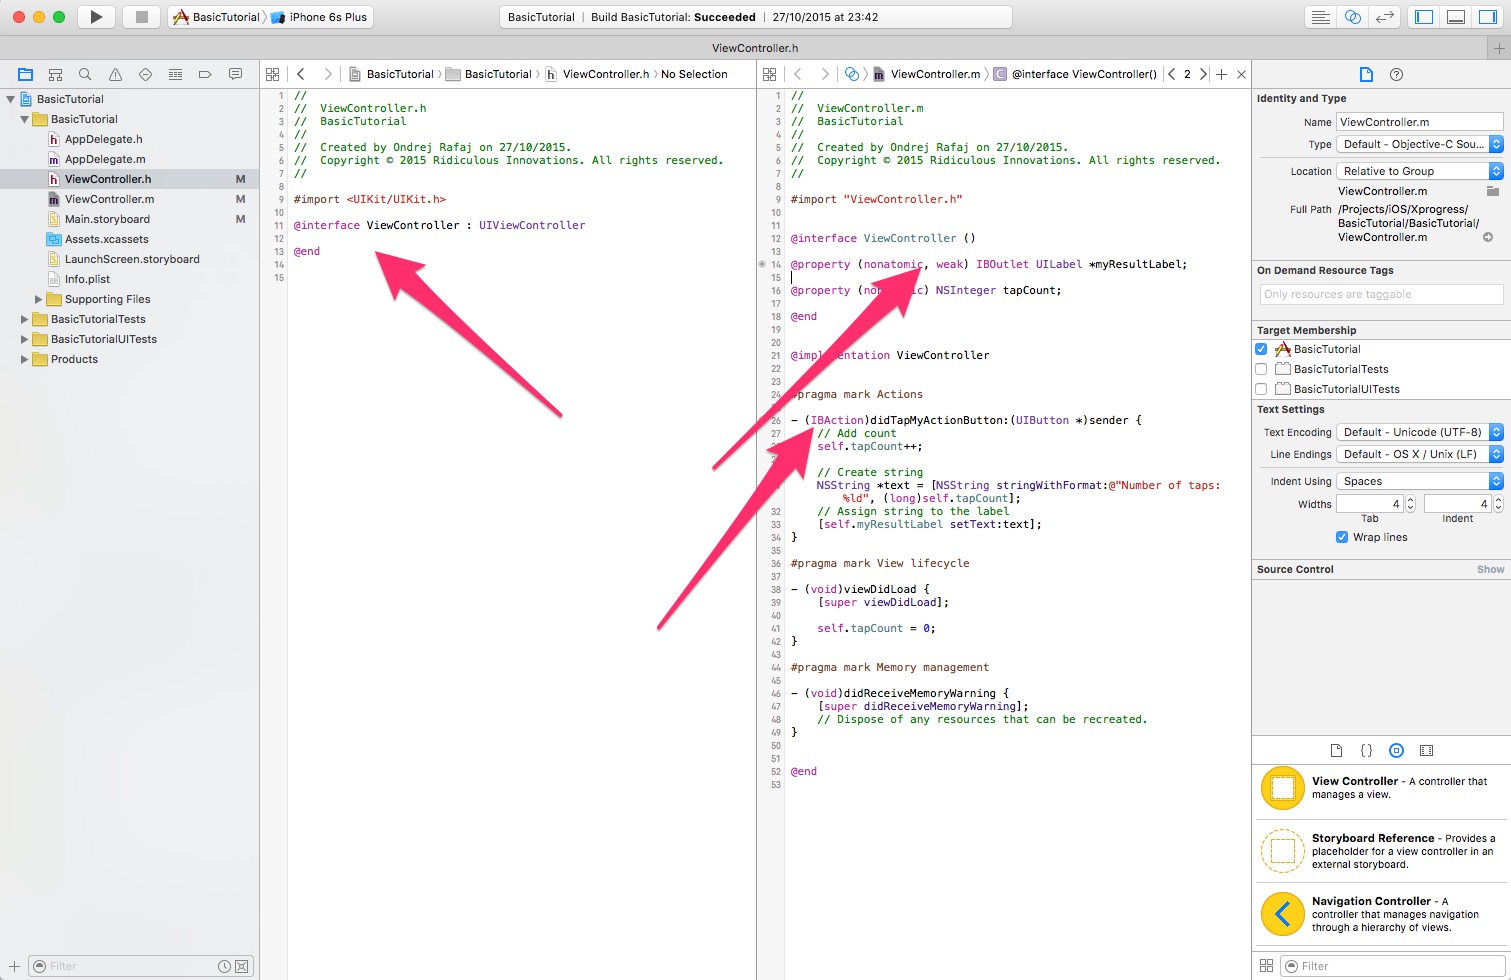 BasicTutorial
iPhone 6s Plus
BasicTutorial | Build BasicTutorial: Succeeded | 27/10/2015 at 23:42
ViewController.h
BasicTutorial
BasicTutorial
AppDelegate.h
AppDelegate.m
ViewController.h M
ViewController.m M
Main.storyboard M
Assets.xcassets
LaunchScreen.storyboard
Info.plist
Supporting Files
BasicTutorialTests
BasicTutorialUITests
Products
Filter
BasicTutorial BasicTutorial ViewController.h No Selection
1 //
2 // ViewController.h
3 // BasicTutorial
4 //
5 // Created by Ondrej Rafaj on 27/10/2015.
6 // Copyright © 2015 Ridiculous Innovations. All rights reserved.
7 //
8
9 #import <UIKit/UIKit.h>
10
11 @interface ViewController : UIViewController
12
13 @end
14
15
ViewController.m @interface ViewController() 2
1 //
2 // ViewController.m
3 // BasicTutorial
4 //
5 // Created by Ondrej Rafaj on 27/10/2015.
6 // Copyright © 2015 Ridiculous Innovations. All rights reserved.
7 //
8
9 #import "ViewController.h"
10
11
12 @interface ViewController ()
13
14 @property (nonatomic, weak) IBOutlet UILabel *myResultLabel;
15
16 @property ( ) NSInteger tapCount;
17
18 @end
19
20
21 ViewController
22
23
24 #pragma mark Actions
26 - (IBAction)didTapMyActionButton:(UIButton *)sender {
27 // Add count
self.tapCount++;
// Create string
NSString *text = [NSString stringWithFormat:@"Number of taps:
%ld", (long)self.tapCount];
32 // Assign string to the label
33 [self.myResultLabel setText:text];
34 }
35
36 #pragma mark View lifecycle
37
38 - (void)viewDidLoad {
39 [super viewDidLoad];
40
41 self.tapCount = 0;
42 }
43
44 #pragma mark Memory management
45
46 - (void)didReceiveMemoryWarning {
47 [super didReceiveMemoryWarning];
48 // Dispose of any resources that can be recreated.
49 }
50
51
52 @end
53
Identity and Type
Name ViewController.m
Type Default - Objective-C Sou...
Location Relative to Group
ViewController.m
Full Path /Projects/iOS/Xprogress/
BasicTutorial/BasicTutorial/
ViewController.m
On Demand Resource Tags
Only resources are taggable
Target Membership
BasicTutorial
BasicTutorialTests
BasicTutorialUITests
Text Settings
Text Encoding Default - Unicode (UTF-8)
Line Endings Default - OS X / Unix (LF)
Indent Using Spaces
Widths 4 4
Tab Indent
Wrap lines
Source Control Show
View Controller - A controller that
manages a view.
Storyboard Reference - Provides a
placeholder for a view controller in an
external storyboard.
Navigation Controller - A
controller that manages navigation
through a hierarchy of views.
Filter